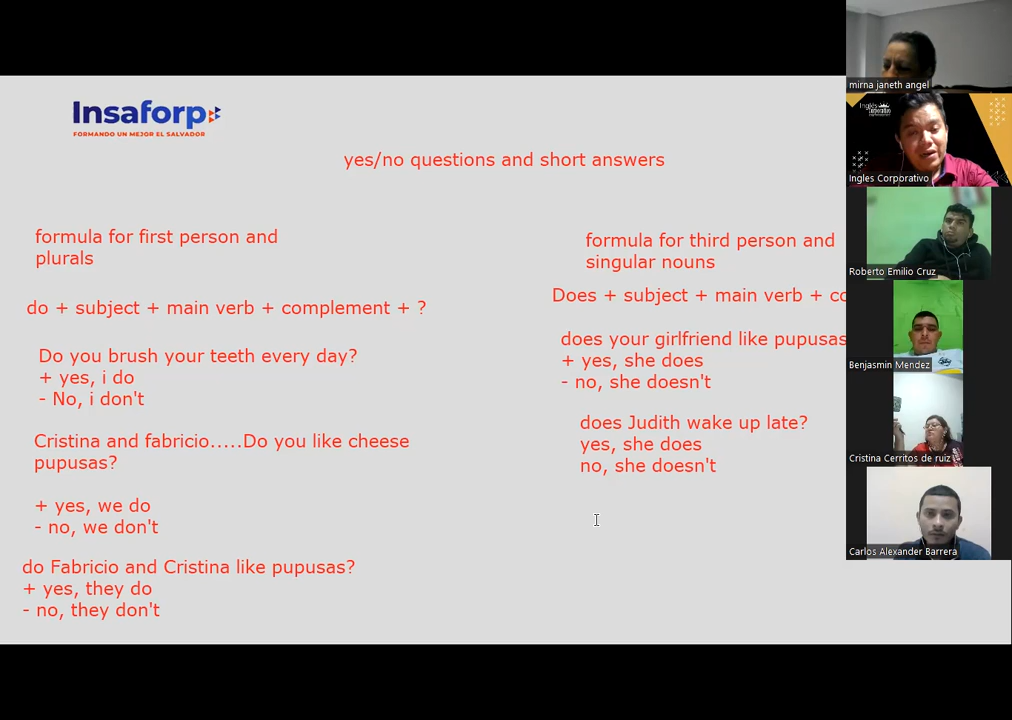 Insaforp
FORMANDO UN MEJOR EL SALVADOR
yes/no questions and short answers
formula for first person and
plurals
do + subject + main verb + complement + ?
Do you brush your teeth every day?
+ yes, i do
- No, i don't
Cristina and fabricio.....Do you like cheese
pupusas?
+ yes, we do
- no, we don't
do Fabricio and Cristina like pupusas?
+ yes, they do
- no, they don't
formula for third person and
singular nouns
Does + subject + main verb + co
does your girlfriend like pupusas
+ yes, she does
- no, she doesn't
does Judith wake up late?
yes, she does
no, she doesn't
mirna janeth angel
Inglés
Corporativo
Ingles Corporativo
Roberto Emilio Cruz
Benjasmin Mendez
Cristina Cerritos de ruiz
Carlos Alexander Barrera